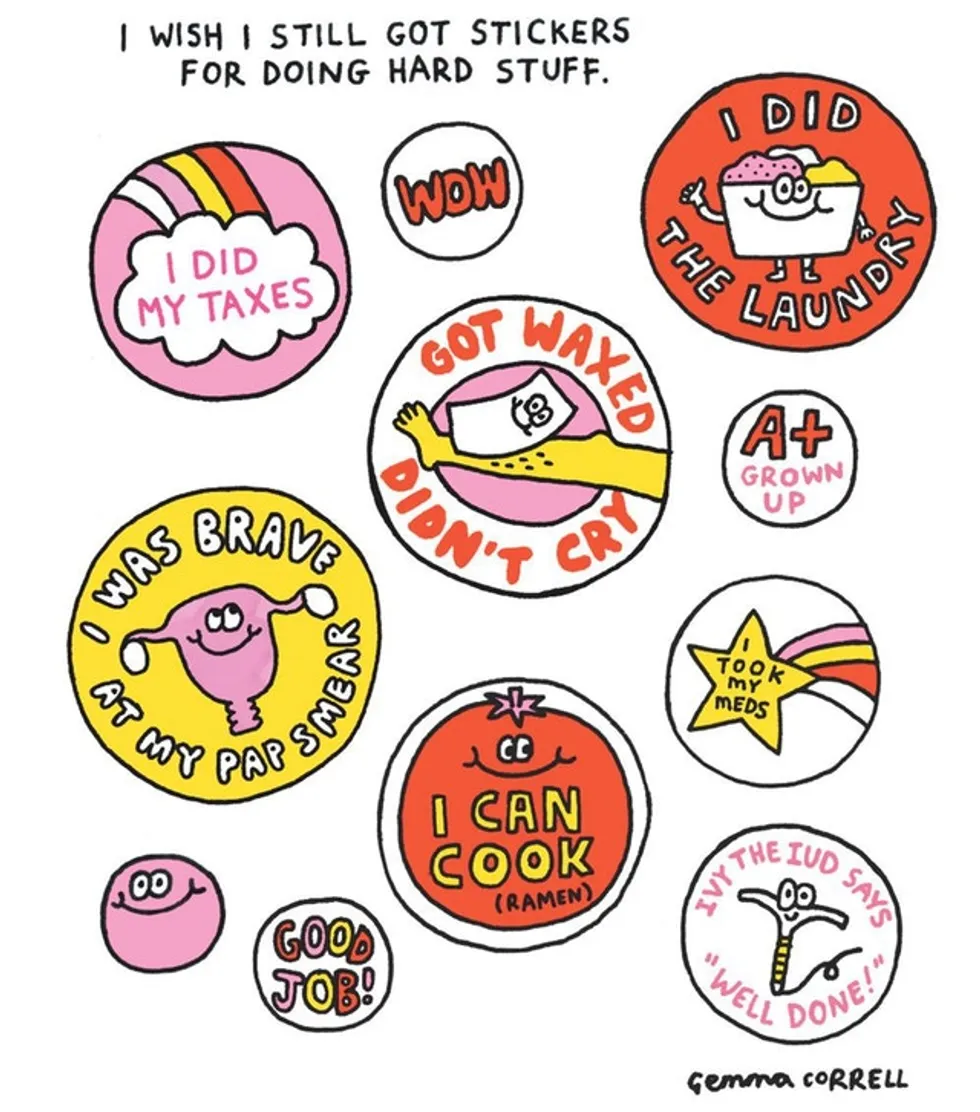 I WISH I STILL GOT STICKERS
FOR DOING HARD STUFF.
I DID
MY TAXES
WOW
I DID
THE LAUNDRY
GOT WAXED
DIDN'T CRY
A+
GROWN
UP
I WAS BRAVE
AT MY PAP SMEAR
I
TOOK
MY
MEDS
I CAN
COOK
(RAMEN)
GOOD
JOB!
IVY THE IUD SAYS
"WELL DONE!"
Gemma CORRELL